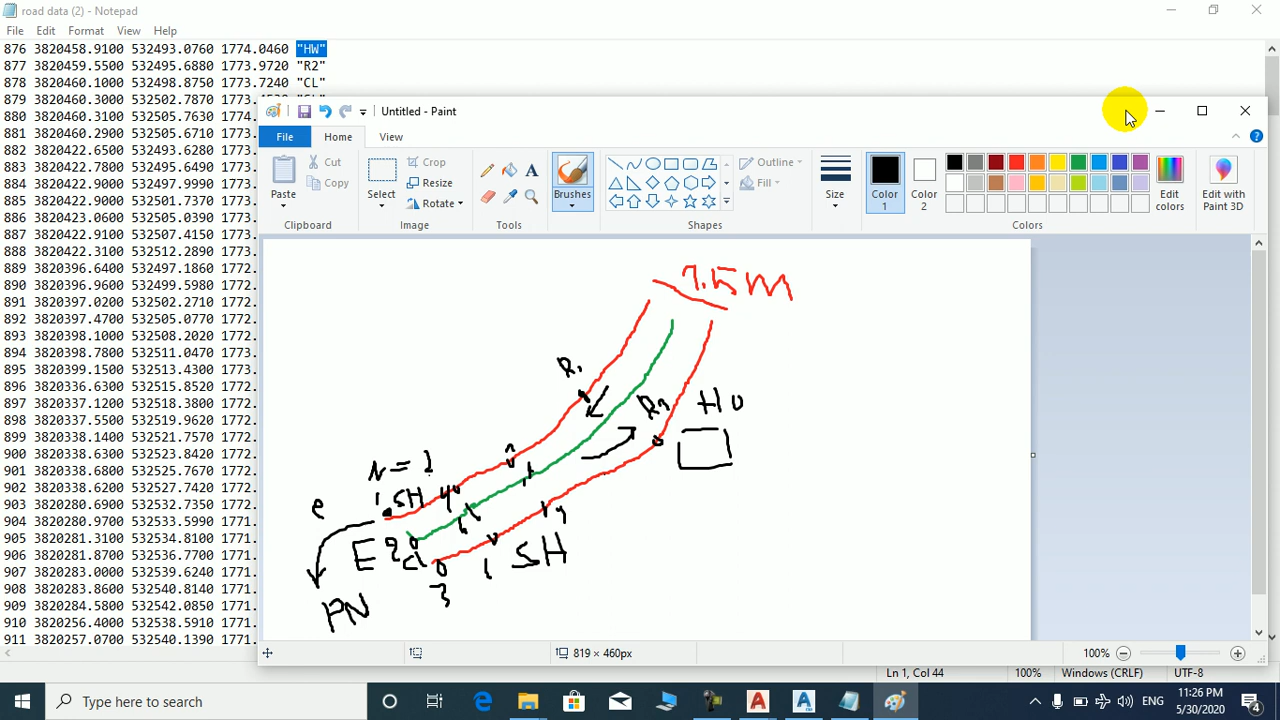 road data (2) - Notepad
File Edit Format View Help
876 3820458.9100 532493.0760 1774.0460 "HW"
877 3820459.5500 532495.6880 1773.9720 "R2"
878 3820460.1000 532498.8750 1773.7240 "CL"
879 3820460.3000 532502.7870
880 3820460.3100 532505.7630 1774.
881 3820460.2900 532505.6710 1773.
882 3820422.6500 532493.6280 1773.
883 3820422.7800 532495.6490 1773.
884 3820422.9000 532497.9990 1773.
885 3820422.9000 532501.7370 1773.
886 3820423.0600 532505.0390 1773.
887 3820422.9100 532507.4150 1773.
888 3820422.3100 532512.2890 1773.
889 3820396.6400 532497.1860 1772.
890 3820396.9600 532499.5980 1772.
891 3820397.0200 532502.2710 1773.
892 3820397.4700 532505.0770 1773.
893 3820398.1000 532508.2020 1773.
894 3820398.7800 532511.0470 1773.
895 3820399.1500 532513.4300 1773.
896 3820336.6300 532515.8520 1772.
897 3820337.1200 532518.3800 1772.
898 3820337.5500 532519.9620 1772.
899 3820338.1400 532521.7570 1772.
900 3820338.6300 532523.8420 1772.
901 3820338.6800 532525.7670 1772.
902 3820338.6200 532527.7420 1772.
903 3820280.6900 532532.7350 1771.
904 3820280.9700 532533.5990 1771.
905 3820281.3100 532534.8100 1771.
906 3820281.8700 532536.7700 1771.
907 3820283.0000 532539.6240 1771.
908 3820283.8600 532540.8140 1771.
909 3820284.5800 532542.0850 1771.
910 3820256.4000 532538.5910 1771.
911 3820257.0700 532540.1390 1771.
Untitled - Paint
File Home View
Paste Cut Copy Clipboard
Select Crop Resize Rotate Image
Tools
Brushes
Outline Fill Shapes
Size
Color 1 Color 2 Edit colors Colors
Edit with Paint 3D
7.5m
E
SH
PN
819 × 460px 100%
Ln 1, Col 44 100% Windows (CRLF) UTF-8
Type here to search
ENG 11:26 PM 5/30/2020 4